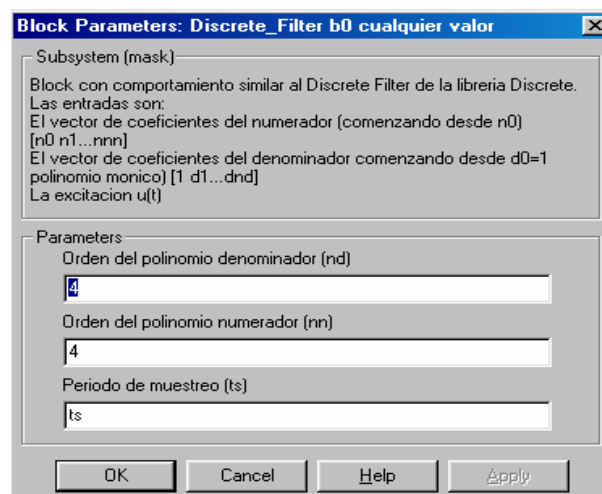 Block Parameters: Discrete_Filter b0 cualquier valor
Subsystem (mask)
Block con comportamiento similar al Discrete Filter de la libreria Discrete.
Las entradas son:
El vector de coeficientes del numerador (comenzando desde n0)
[n0 n1...nnn]
El vector de coeficientes del denominador comenzando desde d0=1
polinomio monico) [1 d1...dnd]
La excitacion u(t)
Parameters
Orden del polinomio denominador (nd)
4
Orden del polinomio numerador (nn)
4
Periodo de muestreo (ts)
ts
OK Cancel Help Apply